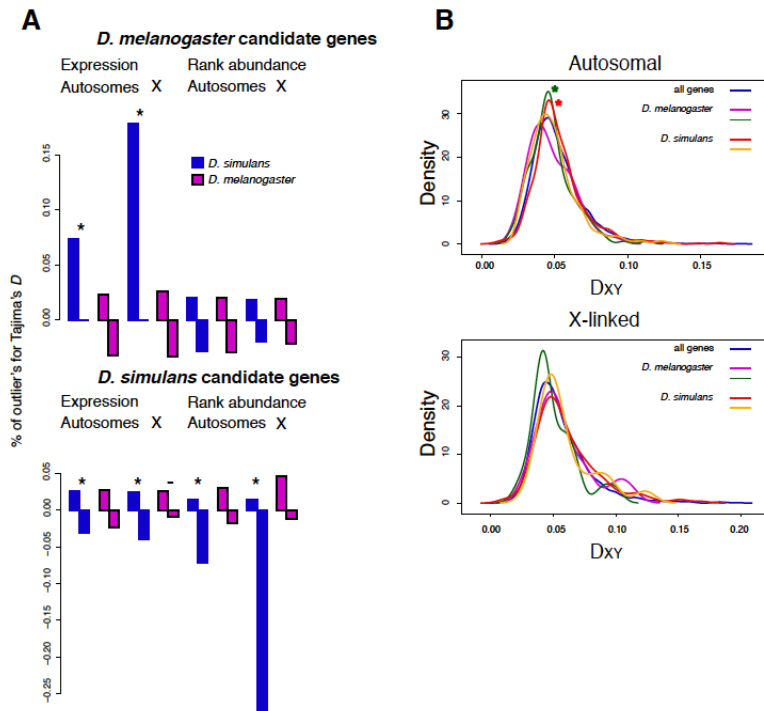 A
D. melanogaster candidate genes
Expression Rank abundance
Autosomes X Autosomes X
% of outlier's for Tajima's D
0.15
0.10
0.05
0.00
*
*
D. simulans
D. melanogaster
D. simulans candidate genes
Expression Rank abundance
Autosomes X Autosomes X
0.05
0.00
−0.05
−0.10
−0.15
−0.20
−0.25
* * – * *
B
Autosomal
Density
30
20
10
0
* *
all genes
D. melanogaster
D. simulans
0.00 0.05 0.10 0.15
DXY
X-linked
Density
30
20
10
0
all genes
D. melanogaster
D. simulans
0.00 0.05 0.10 0.15 0.20
DXY